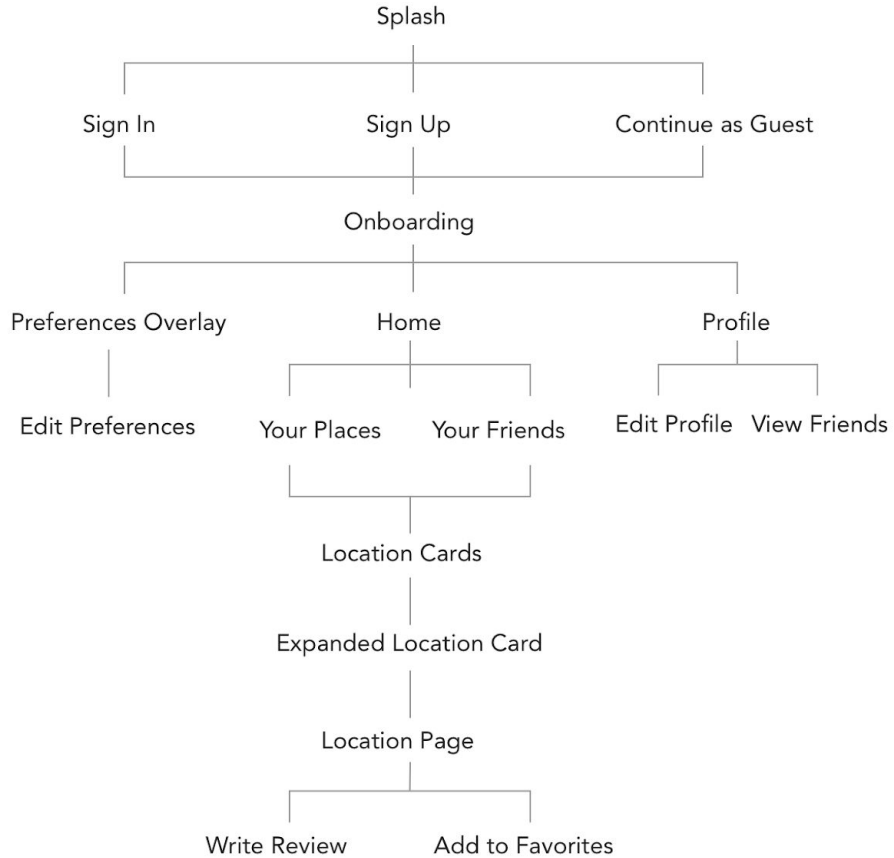 Splash
Sign In
Sign Up
Continue as Guest
Onboarding
Preferences Overlay
Home
Profile
Edit Preferences
Your Places
Your Friends
Edit Profile
View Friends
Location Cards
Expanded Location Card
Location Page
Write Review
Add to Favorites